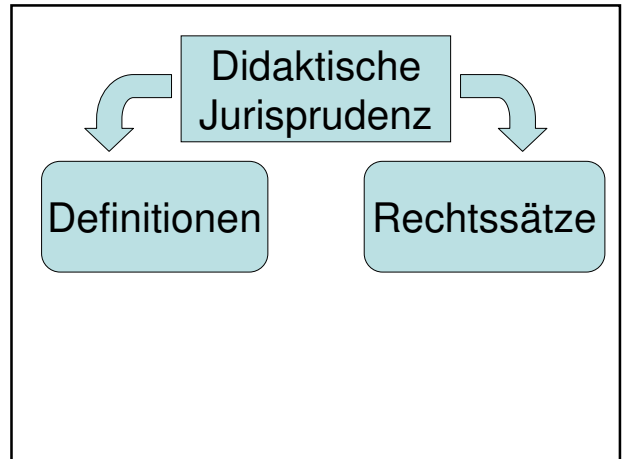 Didaktische
Jurisprudenz
Definitionen
Rechtssätze